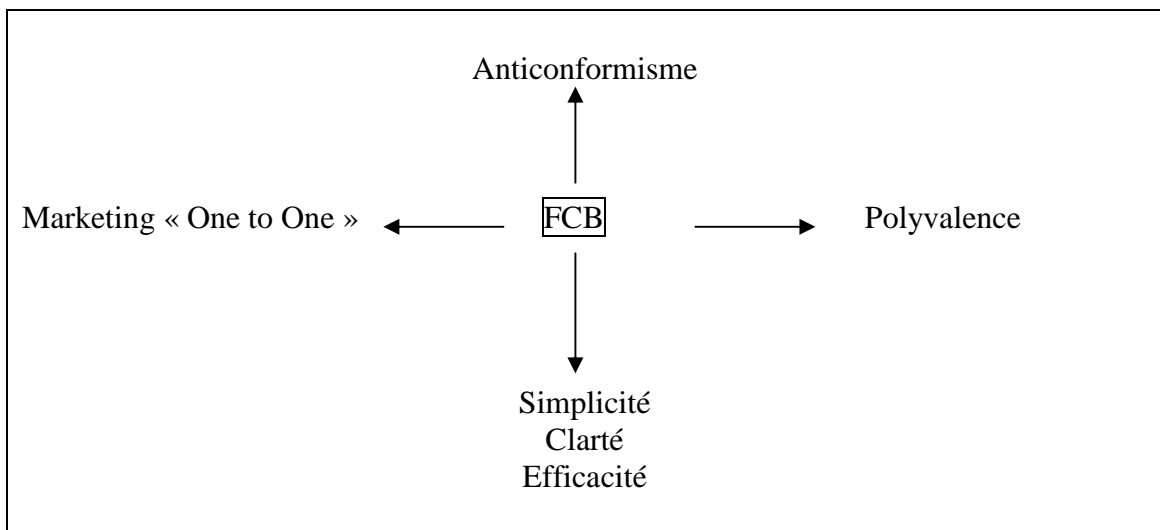 Anticonformisme
Marketing « One to One »
FCB
Polyvalence
Simplicité
Clarté
Efficacité